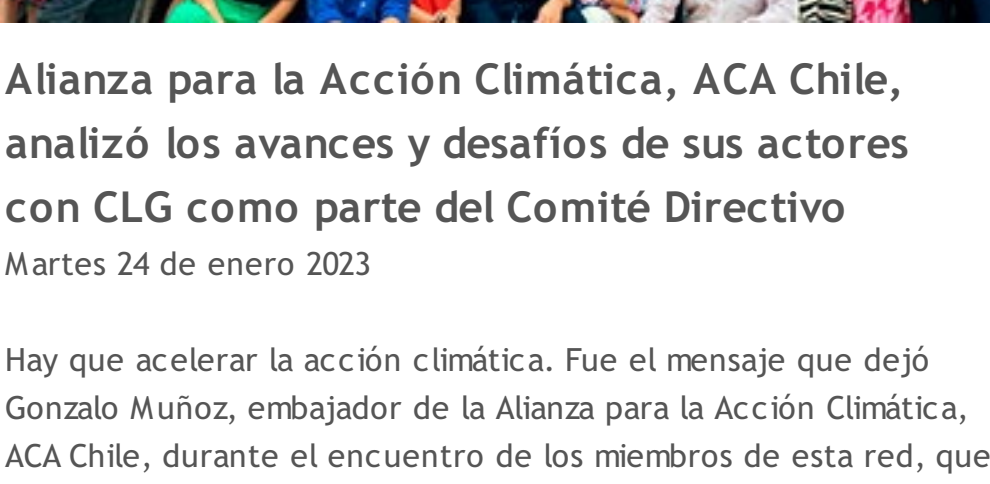 Alianza para la Acción Climática, ACA Chile,
analizó los avances y desafíos de sus actores
con CLG como parte del Comité Directivo
Martes 24 de enero 2023
Hay que acelerar la acción climática. Fue el mensaje que dejó
Gonzalo Muñoz, embajador de la Alianza para la Acción Climática,
ACA Chile, durante el encuentro de los miembros de esta red, que